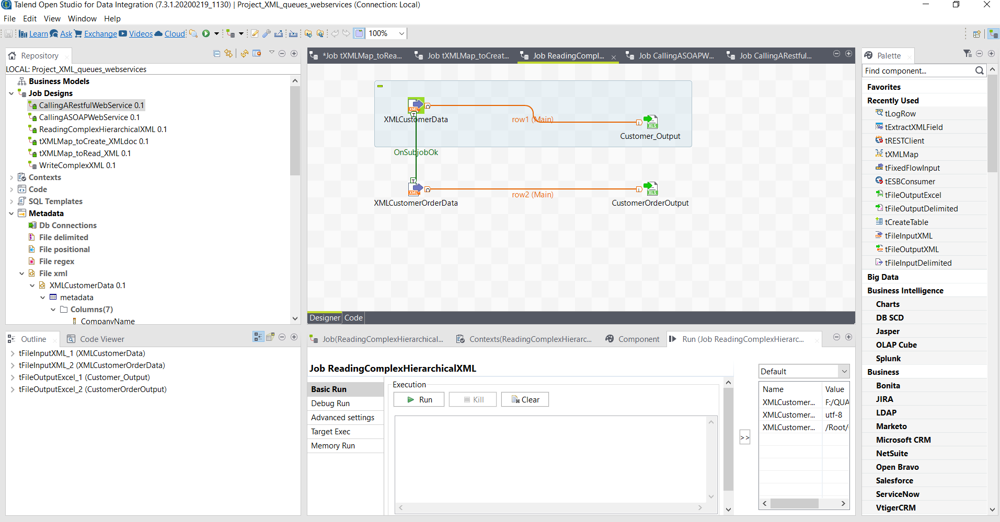 Talend Open Studio for Data Integration (7.3.1.20200219_1130) | Project_XML_queues_webservices (Connection: Local)
File Edit View Window Help
Learn Ask Exchange Videos Cloud 100%
Repository
LOCAL: Project_XML_queues_webservices
Business Models
Job Designs
CallingARestfulWebService 0.1
CallingASOAPWebService 0.1
ReadingComplexHierarchicalXML 0.1
tXMLMap_toCreate_XMLdoc 0.1
tXMLMap_toRead_XML 0.1
WriteComplexXML 0.1
Contexts
Code
SQL Templates
Metadata
Db Connections
File delimited
File positional
File regex
File xml
XMLCustomerData 0.1
metadata
Columns(7)
CompanyName
*Job tXMLMap_toRea... Job tXMLMap_toCreat... Job ReadingCompl... Job CallingASOAPW... Job CallingARestful...
XMLCustomerData
row1 (Main)
Customer_Output
OnSubjobOk
XMLCustomerOrderData
row2 (Main)
CustomerOrderOutput
Designer Code
Palette
Find component...
Favorites
Recently Used
tLogRow
tExtractXMLField
tRESTClient
tXMLMap
tFixedFlowInput
tESBConsumer
tFileOutputExcel
tFileOutputDelimited
tCreateTable
tFileInputXML
tFileOutputXML
tFileInputDelimited
Big Data
Business Intelligence
Charts
DB SCD
Jasper
OLAP Cube
Splunk
Business
Bonita
JIRA
LDAP
Marketo
Microsoft CRM
NetSuite
Open Bravo
Salesforce
ServiceNow
VtigerCRM
Outline Code Viewer
tFileInputXML_1 (XMLCustomerData)
tFileInputXML_2 (XMLCustomerOrderData)
tFileOutputExcel_1 (Customer_Output)
tFileOutputExcel_2 (CustomerOrderOutput)
Job(ReadingComplexHierarchical... Contexts(ReadingComplexHierarc... Component Run (Job ReadingComplexHierarc...
Job ReadingComplexHierarchicalXML
Basic Run
Debug Run
Advanced settings
Target Exec
Memory Run
Execution
Run Kill Clear
>>
Default
Name Value
XMLCustomer... F:/QUA
XMLCustomer... utf-8
XMLCustomer... /Root/